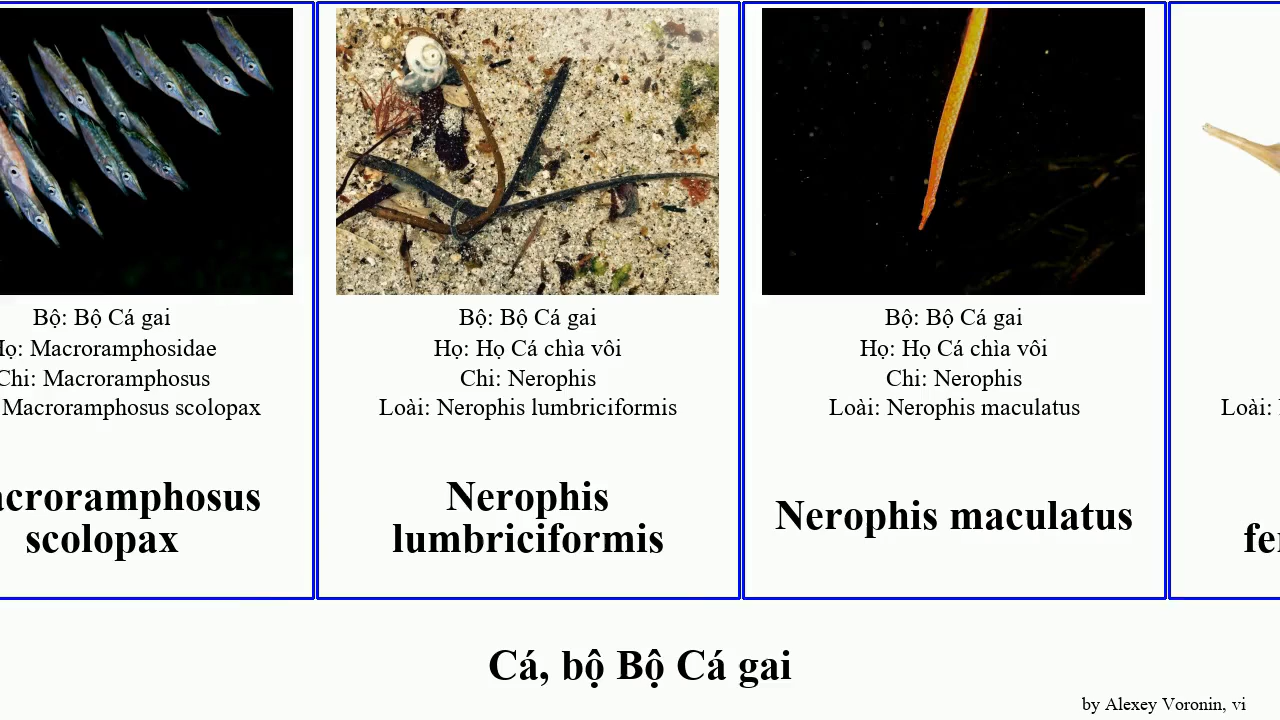 Bộ: Bộ Cá gai
Họ: Macroramphosidae
Chi: Macroramphosus
Macroramphosus scolopax
scolopax
Bộ: Bộ Cá gai
Họ: Họ Cá chìa vôi
Chi: Nerophis
Loài: Nerophis lumbriciformis
Nerophis
lumbriciformis
Bộ: Bộ Cá gai
Họ: Họ Cá chìa vôi
Chi: Nerophis
Loài: Nerophis maculatus
Nerophis maculatus
Loài:
Cá, bộ Bộ Cá gai
by Alexey Voronin, vi